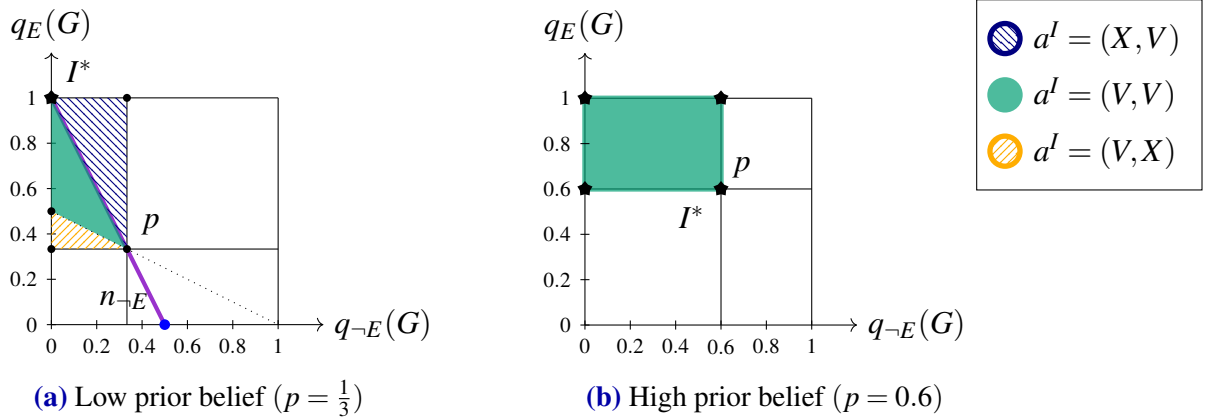 q_E(G)
I*
1
0.8
0.6
0.4
0.2
0
p
n_¬E
0 0.2 0.4 0.6 0.8 1
q_¬E(G)
(a) Low prior belief (p = 1/3)
q_E(G)
1
0.8
0.6
0.4
0.2
0
p
I*
0 0.2 0.4 0.6 0.8 1
q_¬E(G)
(b) High prior belief (p = 0.6)
a^I = (X,V)
a^I = (V,V)
a^I = (V,X)